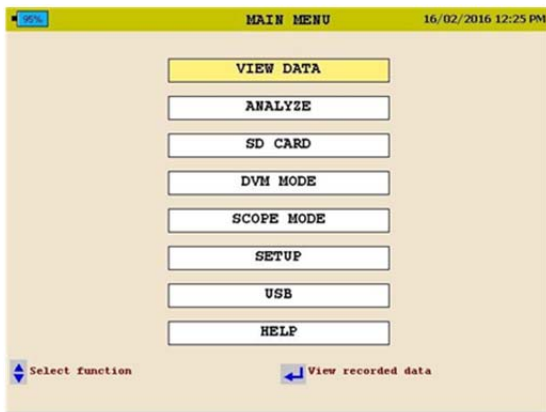 95% MAIN MENU 16/02/2016 12:25 PM
VIEW DATA
ANALYZE
SD CARD
DVM MODE
SCOPE MODE
SETUP
USB
HELP
Select function View recorded data